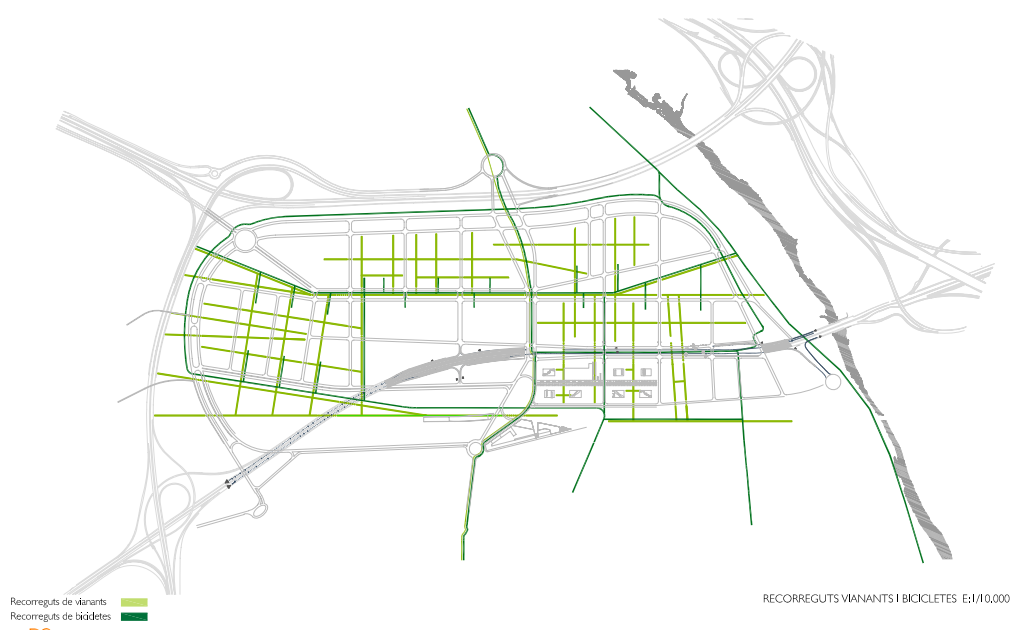 Recorreguts de vianants
Recorreguts de bicicletes
RECORREGUTS VIANANTS I BICICLETES E:1/10.000